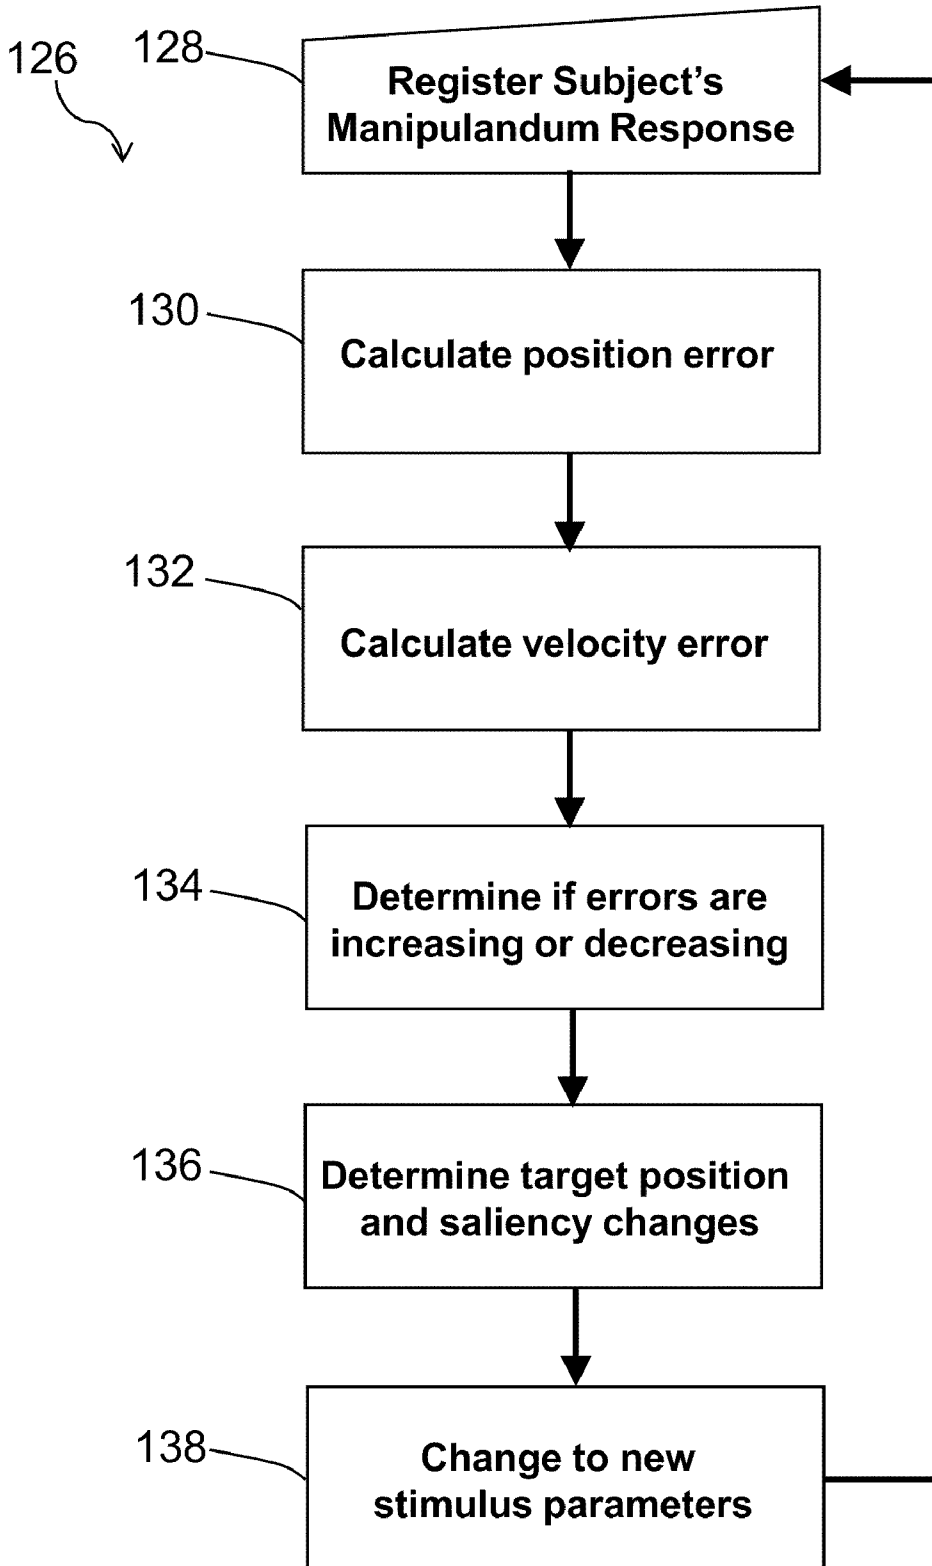 126
128
Register Subject’s
Manipulandum Response
130
Calculate position error
132
Calculate velocity error
134
Determine if errors are
increasing or decreasing
136
Determine target position
and saliency changes
138
Change to new
stimulus parameters